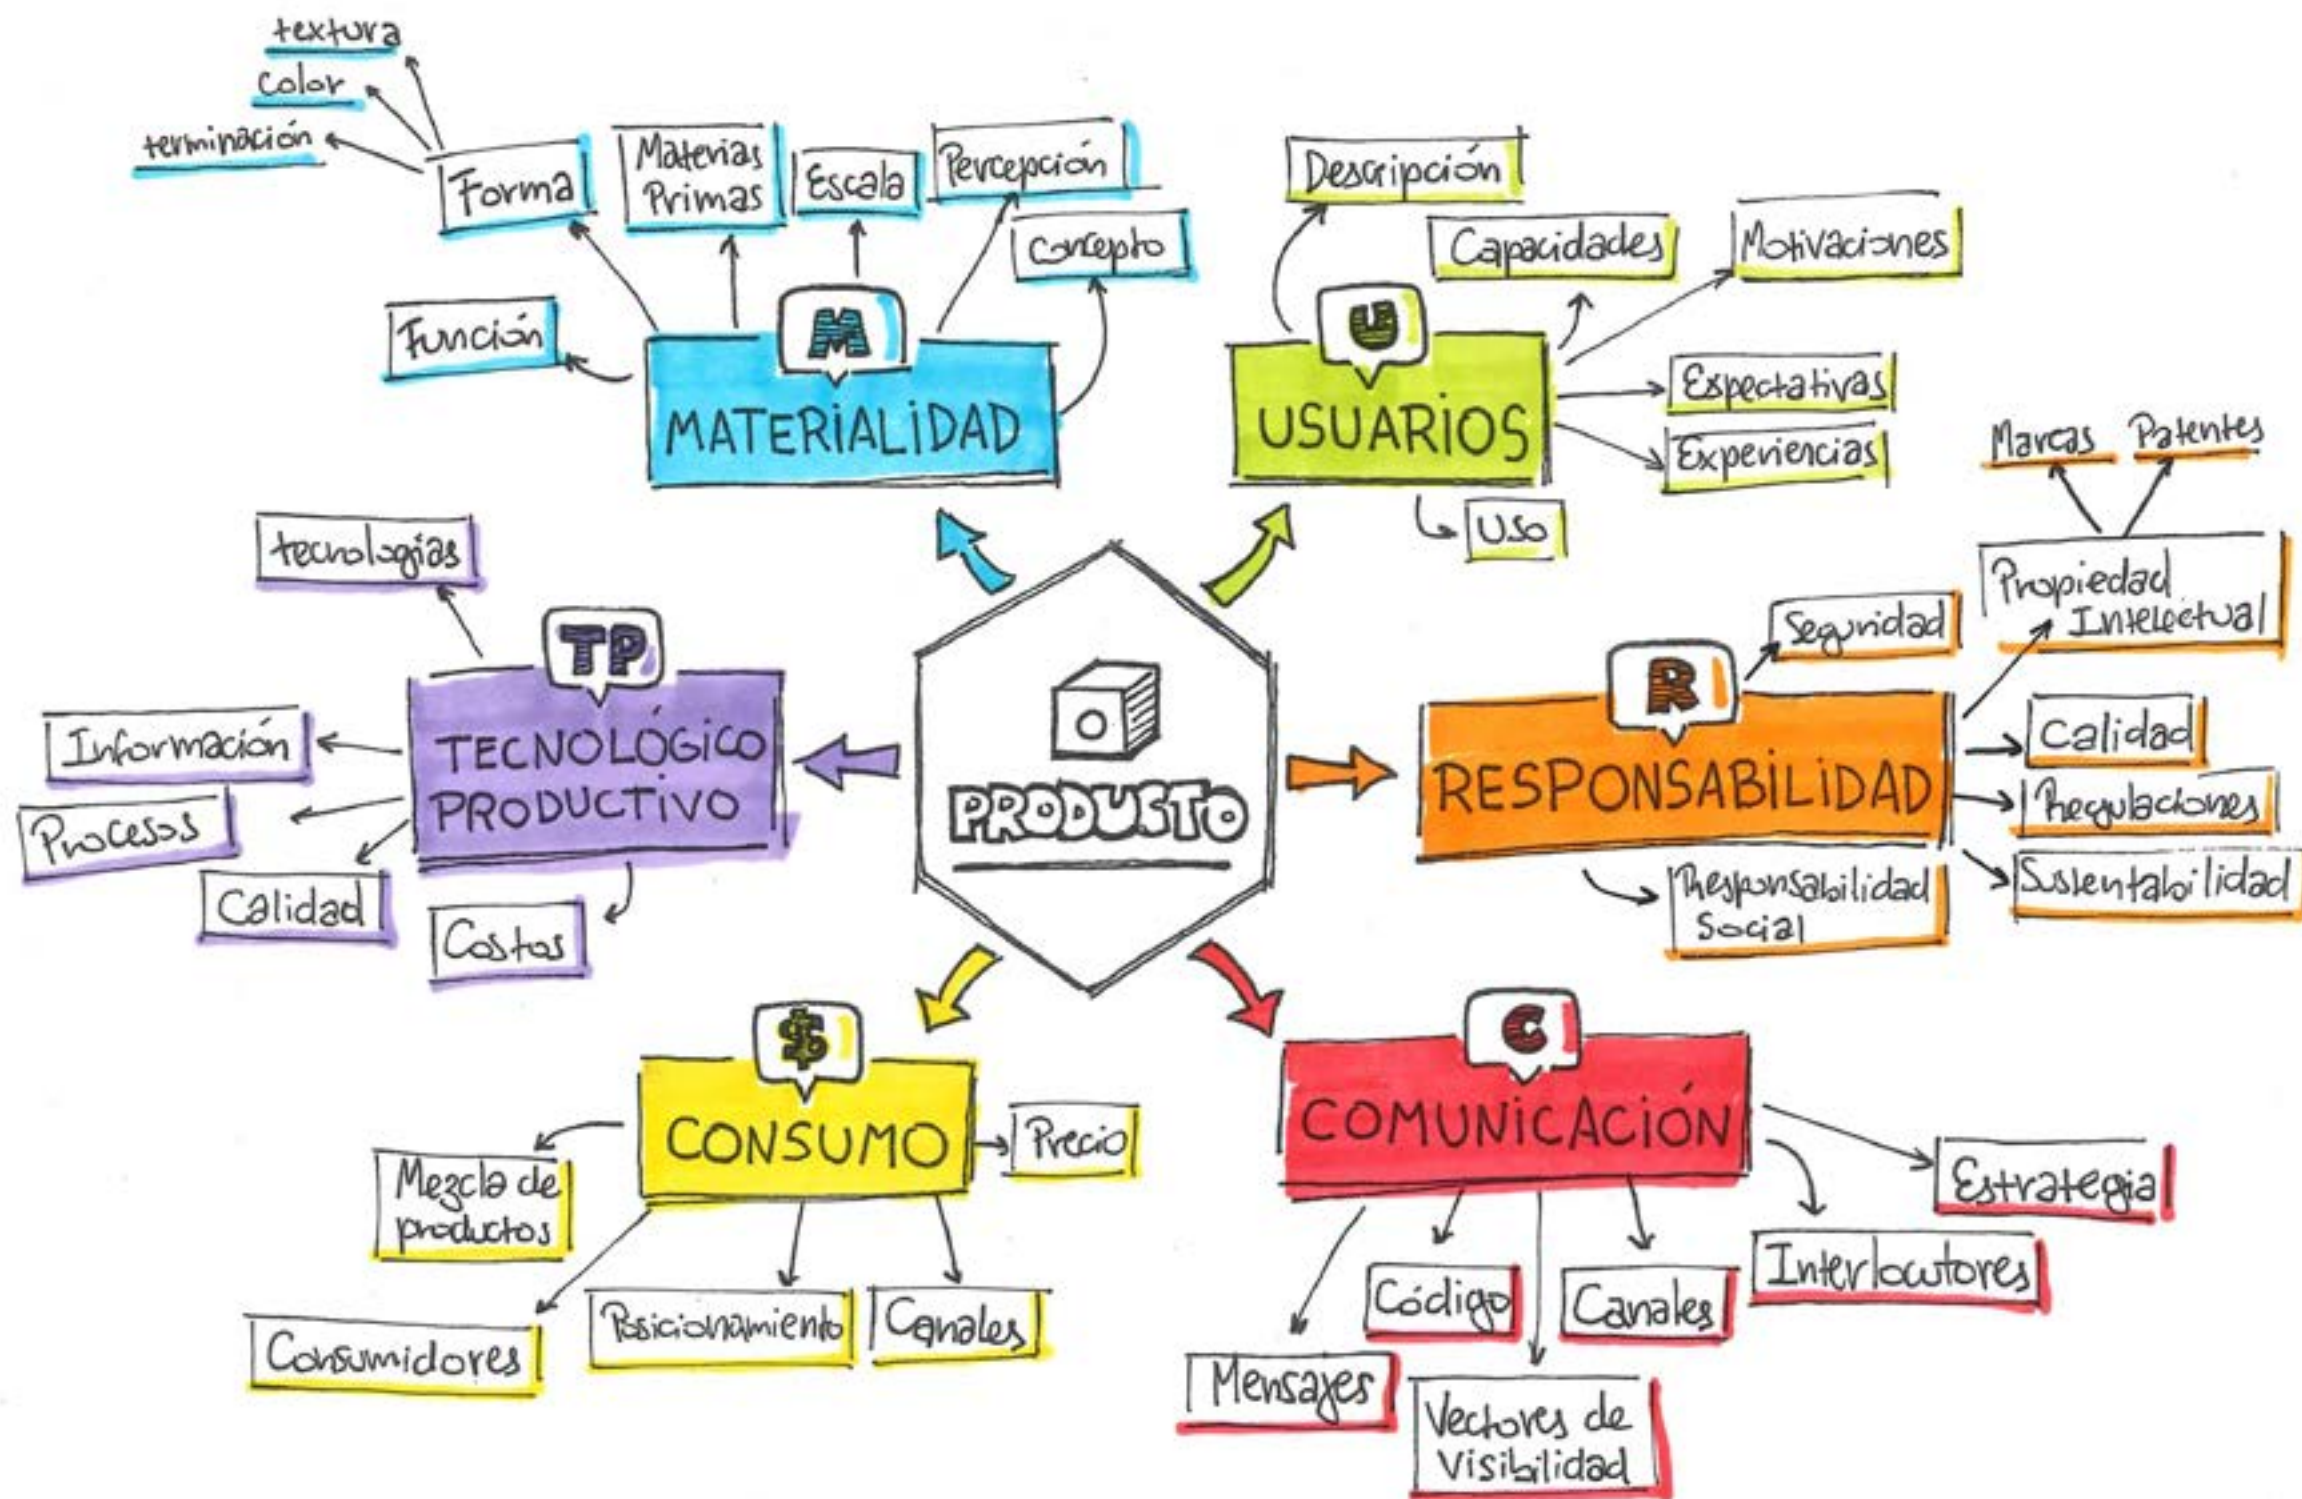 textura
color
terminación
Forma
Materias
Primas
Escala
Percepción
Concepto
Función
M
MATERIALIDAD
Descripción
Capacidades
Motivaciones
U
USUARIOS
Expectativas
Experiencias
Uso
Marcas
Patentes
Propiedad
Intelectual
Seguridad
R
RESPONSABILIDAD
Calidad
Regulaciones
Sustentabilidad
Responsabilidad
Social
tecnologías
TP
TECNOLÓGICO
PRODUCTIVO
Información
Procesos
Calidad
Costos
PRODUCTO
$
CONSUMO
Precio
Mezcla de
productos
Consumidores
Posicionamiento
Canales
C
COMUNICACIÓN
Estrategia
Interlocutores
Canales
Código
Mensajes
Vectores de
Visibilidad